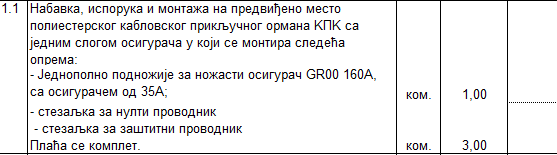 1.1 Набавка, испорука и монтажа на предвиђено место
полиестерског кабловског прикључног ормана КПК са
једним слогом осигурача у који се монтира следећа
опрема:
- Једнополно подножије за ножасти осигурач GR00 160A,
са осигурачем од 35А; ком. 1,00
- стезаљка за нулти проводник
- стезаљка за заштитни проводник
Плаћа се комплет. ком. 3,00